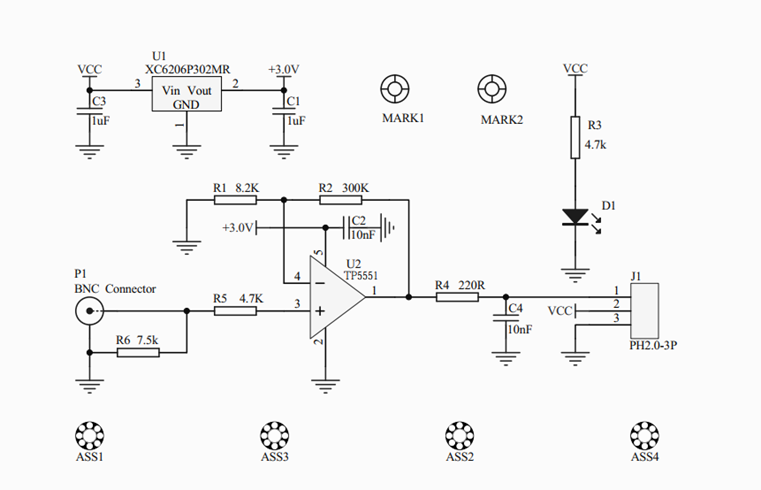 U1
VCC
XC6206P302MR
+3.0V
VCC
3
Vin Vout
2
GND
C3
1uF
1
C1
1uF
MARK1
MARK2
R3
4.7k
R1 8.2K
R2 300K
D1
+3.0V
C2
10nF
5
U2
TP5551
P1
BNC Connector
4
1
R4 220R
J1
1
R5 4.7K
3
C4
10nF
VCC
2
3
R6 7.5k
2
PH2.0-3P
ASS1
ASS3
ASS2
ASS4